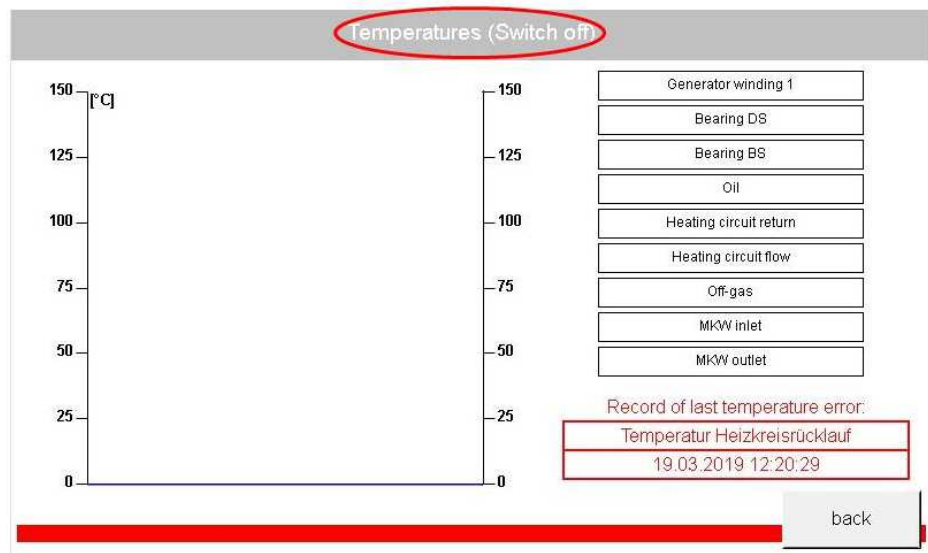 Temperatures (Switch off)
150
[°C]
125
100
75
50
25
0
150
125
100
75
50
25
0
Generator winding 1
Bearing DS
Bearing BS
Oil
Heating circuit return
Heating circuit flow
Off-gas
MKW inlet
MKW outlet
Record of last temperature error:
Temperatur Heizkreisrücklauf
19.03.2019 12:20:29
back